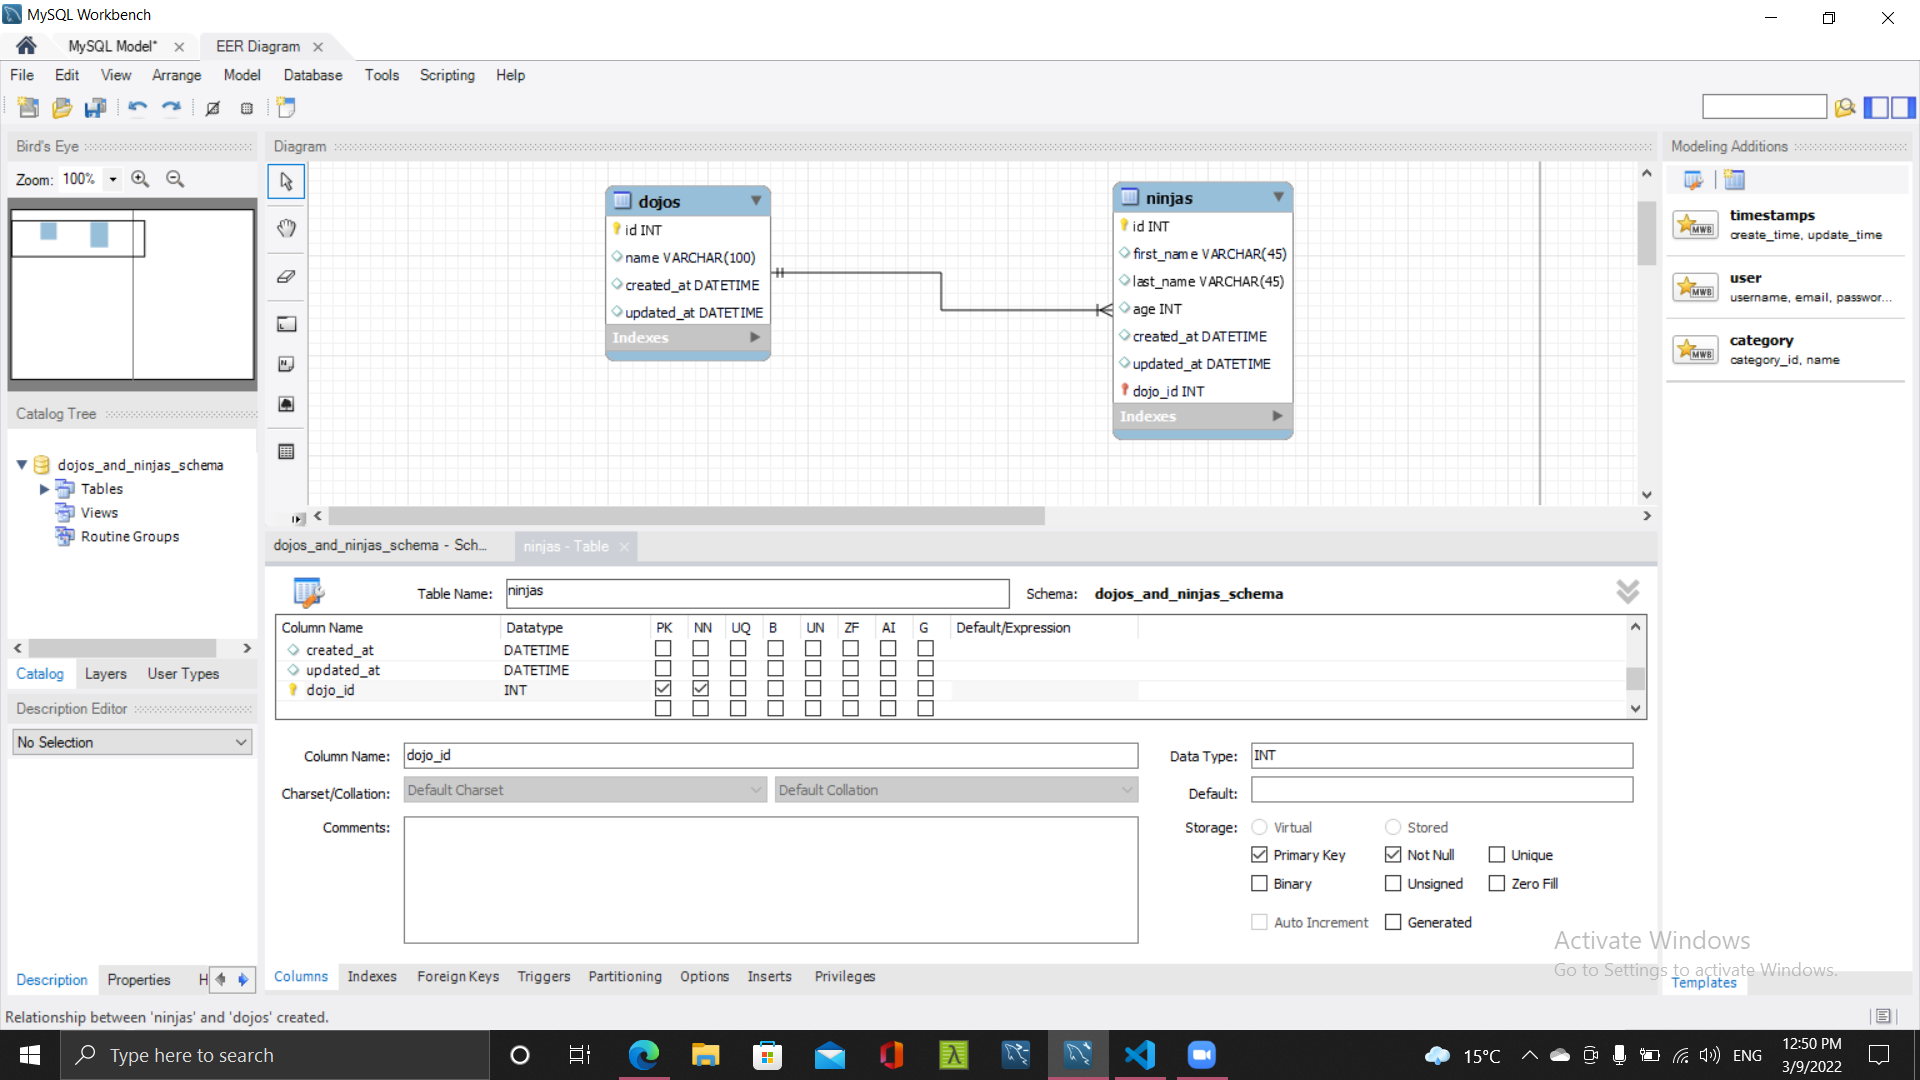 MySQL Workbench
MySQL Model*
EER Diagram
File Edit View Arrange Model Database Tools Scripting Help
Bird's Eye
Zoom: 100%
Diagram
dojos
id INT
name VARCHAR(100)
created_at DATETIME
updated_at DATETIME
Indexes
ninjas
id INT
first_name VARCHAR(45)
last_name VARCHAR(45)
age INT
created_at DATETIME
updated_at DATETIME
dojo_id INT
Indexes
Modeling Additions
timestamps
create_time, update_time
user
username, email, passwor...
category
category_id, name
Catalog Tree
dojos_and_ninjas_schema
Tables
Views
Routine Groups
Catalog Layers User Types
Description Editor
No Selection
Description Properties H
dojos_and_ninjas_schema - Sch...
ninjas - Table
Table Name: ninjas
Schema: dojos_and_ninjas_schema
Column Name Datatype PK NN UQ B UN ZF AI G Default/Expression
created_at DATETIME
updated_at DATETIME
dojo_id INT
Column Name: dojo_id
Data Type: INT
Charset/Collation: Default Charset Default Collation
Default:
Comments:
Storage: Virtual Stored
Primary Key Not Null Unique
Binary Unsigned Zero Fill
Auto Increment Generated
Columns Indexes Foreign Keys Triggers Partitioning Options Inserts Privileges
Activate Windows
Go to Settings to activate Windows.
Templates
Relationship between 'ninjas' and 'dojos' created.
Type here to search
15°C
ENG
12:50 PM
3/9/2022